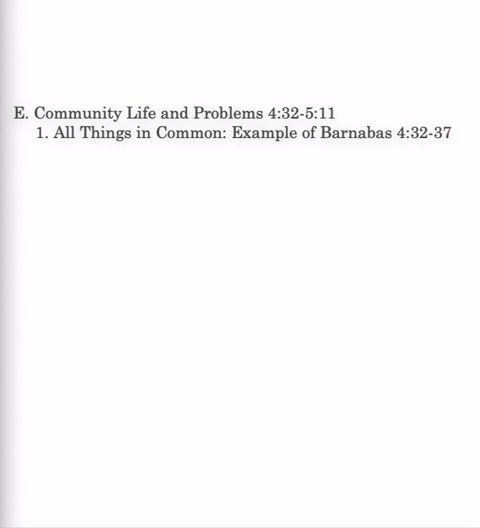 E. Community Life and Problems 4:32-5:11
1. All Things in Common: Example of Barnabas 4:32-37